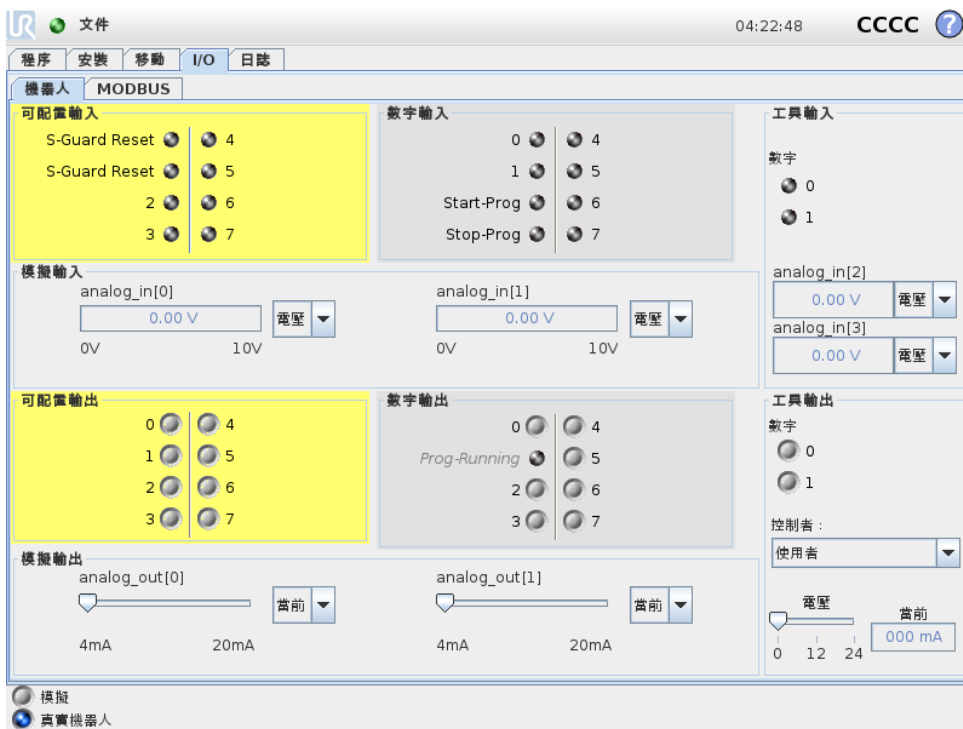 UR 文件 04:22:48 CCCC ?
程序 安裝 移動 I/O 日誌
機器人 MODBUS
可配置輸入
S-Guard Reset 4
S-Guard Reset 5
2 6
3 7
數字輸入
0 4
1 5
Start-Prog 6
Stop-Prog 7
工具輸入
數字
0
1
analog_in[2]
0.00 V 電壓
analog_in[3]
0.00 V 電壓
模擬輸入
analog_in[0]
0.00 V 電壓
0V 10V
analog_in[1]
0.00 V 電壓
0V 10V
可配置輸出
0 4
1 5
2 6
3 7
數字輸出
0 4
Prog-Running 5
2 6
3 7
工具輸出
數字
0
1
控制者：
使用者
電壓
0 12 24
當前
000 mA
模擬輸出
analog_out[0]
當前
4mA 20mA
analog_out[1]
當前
4mA 20mA
模擬
真實機器人